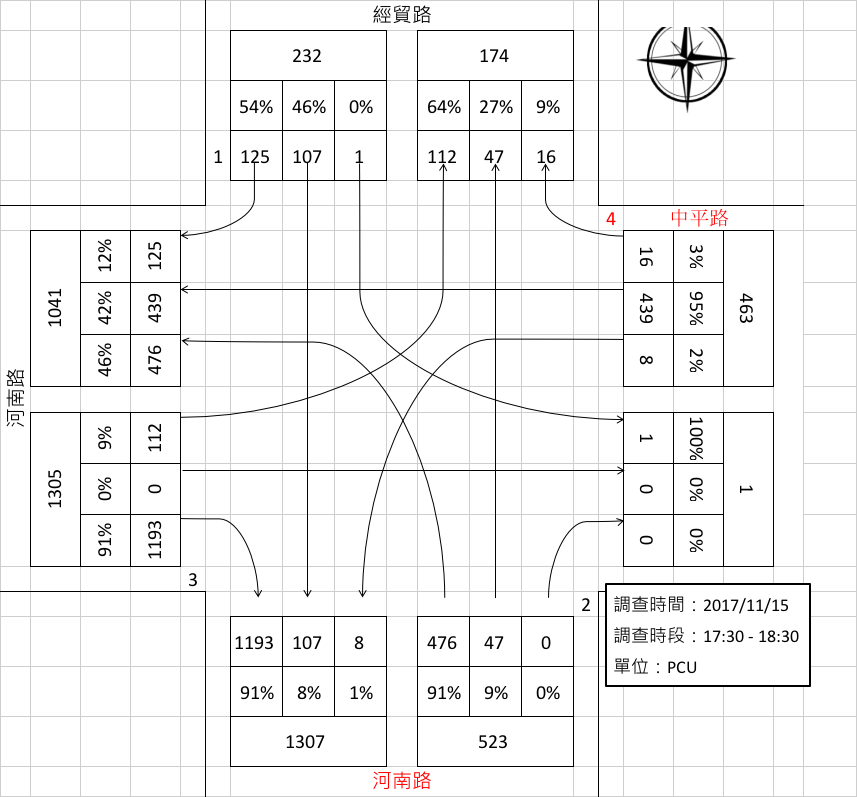 經貿路
232 174
54% 46% 0% 64% 27% 9%
1 125 107 1 112 47 16
4 中平路
1041
12% 125
42% 439
46% 476
16 3%
439 95%
8 2%
463
河南路
1305
9% 112
0% 0
91% 1193
1 100%
0 0%
0 0%
1
3
2
調查時間：2017/11/15
調查時段：17:30 - 18:30
單位：PCU
1193 107 8 476 47 0
91% 8% 1% 91% 9% 0%
1307 523
河南路